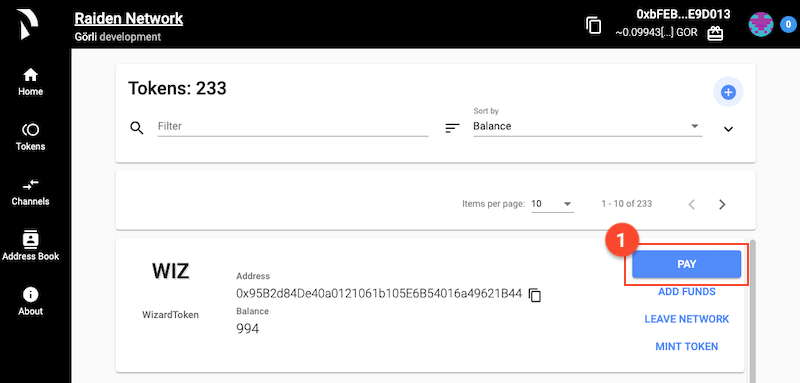 Raiden Network
Görli development
0xbFEB...E9D013
~0.09943[...] GOR
0
Home
Tokens
Channels
Address Book
About
Tokens: 233
Filter
Sort by
Balance
Items per page: 10
1 - 10 of 233
1
WIZ
WizardToken
Address
0x95B2d84De40a0121061b105E6B54016a49621B44
Balance
994
PAY
ADD FUNDS
LEAVE NETWORK
MINT TOKEN